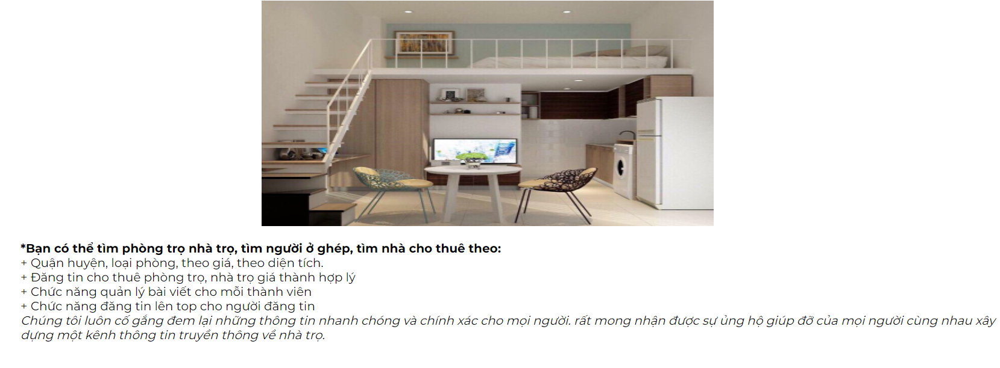 *Bạn có thể tìm phòng trọ nhà trọ, tìm người ở ghép, tìm nhà cho thuê theo:
+ Quận huyện, loại phòng, theo giá, theo diện tích.
+ Đăng tin cho thuê phòng trọ, nhà trọ giá thành hợp lý
+ Chức năng quản lý bài viết cho mỗi thành viên
+ Chức năng đăng tin lên top cho người đăng tin
Chúng tôi luôn cố gắng đem lại những thông tin nhanh chóng và chính xác cho mọi người. rất mong nhận được sự ủng hộ giúp đỡ của mọi người cùng nhau xây
dựng một kênh thông tin truyền thông về nhà trọ.